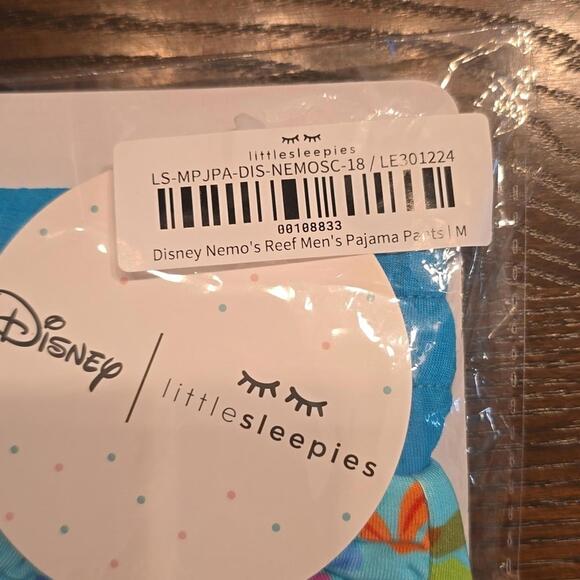 littlesleepies
LS-MPJPA-DIS-NEMOSC-18 / LE301224
00108833
Disney Nemo's Reef Men's Pajama Pants | M
Disney
littlesleepies